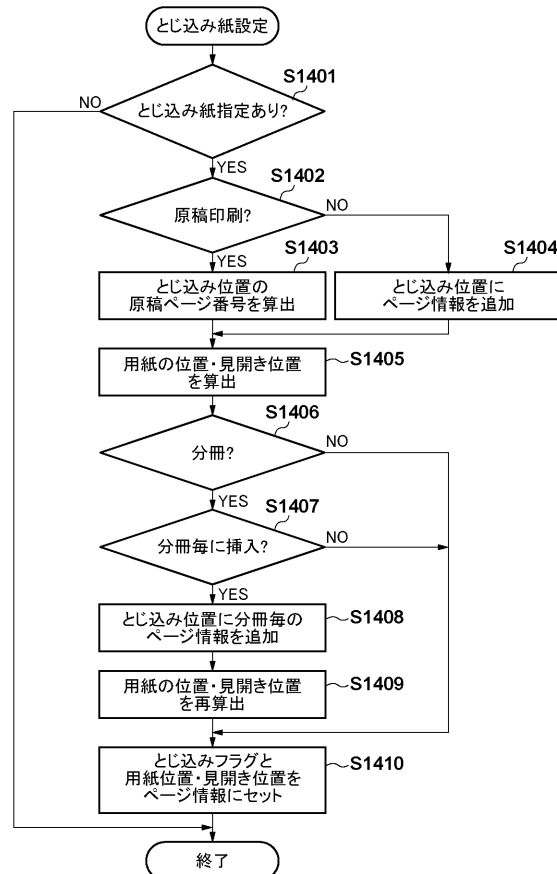 とじ込み紙設定
S1401
とじ込み紙指定あり?
NO
YES
S1402
原稿印刷?
NO
YES
S1403
とじ込み位置の
原稿ページ番号を算出
S1404
とじ込み位置に
ページ情報を追加
用紙の位置・見開き位置
を算出
S1405
S1406
分冊?
NO
YES
S1407
分冊毎に挿入?
NO
YES
とじ込み位置に分冊毎の
ページ情報を追加
S1408
用紙の位置・見開き位置
を再算出
S1409
とじ込みフラグと
用紙位置・見開き位置を
ページ情報にセット
S1410
終了